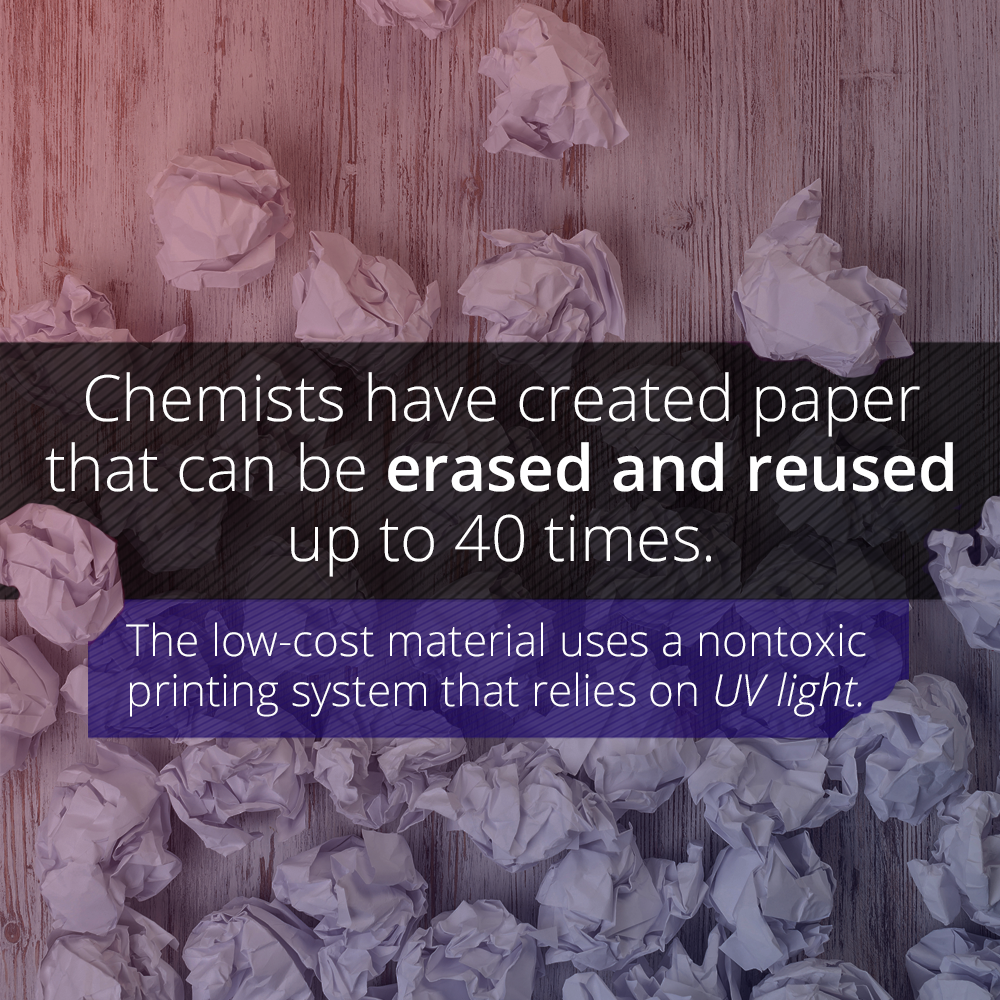 Chemists have created paper
that can be erased and reused
up to 40 times.
The low-cost material uses a nontoxic
printing system that relies on UV light.